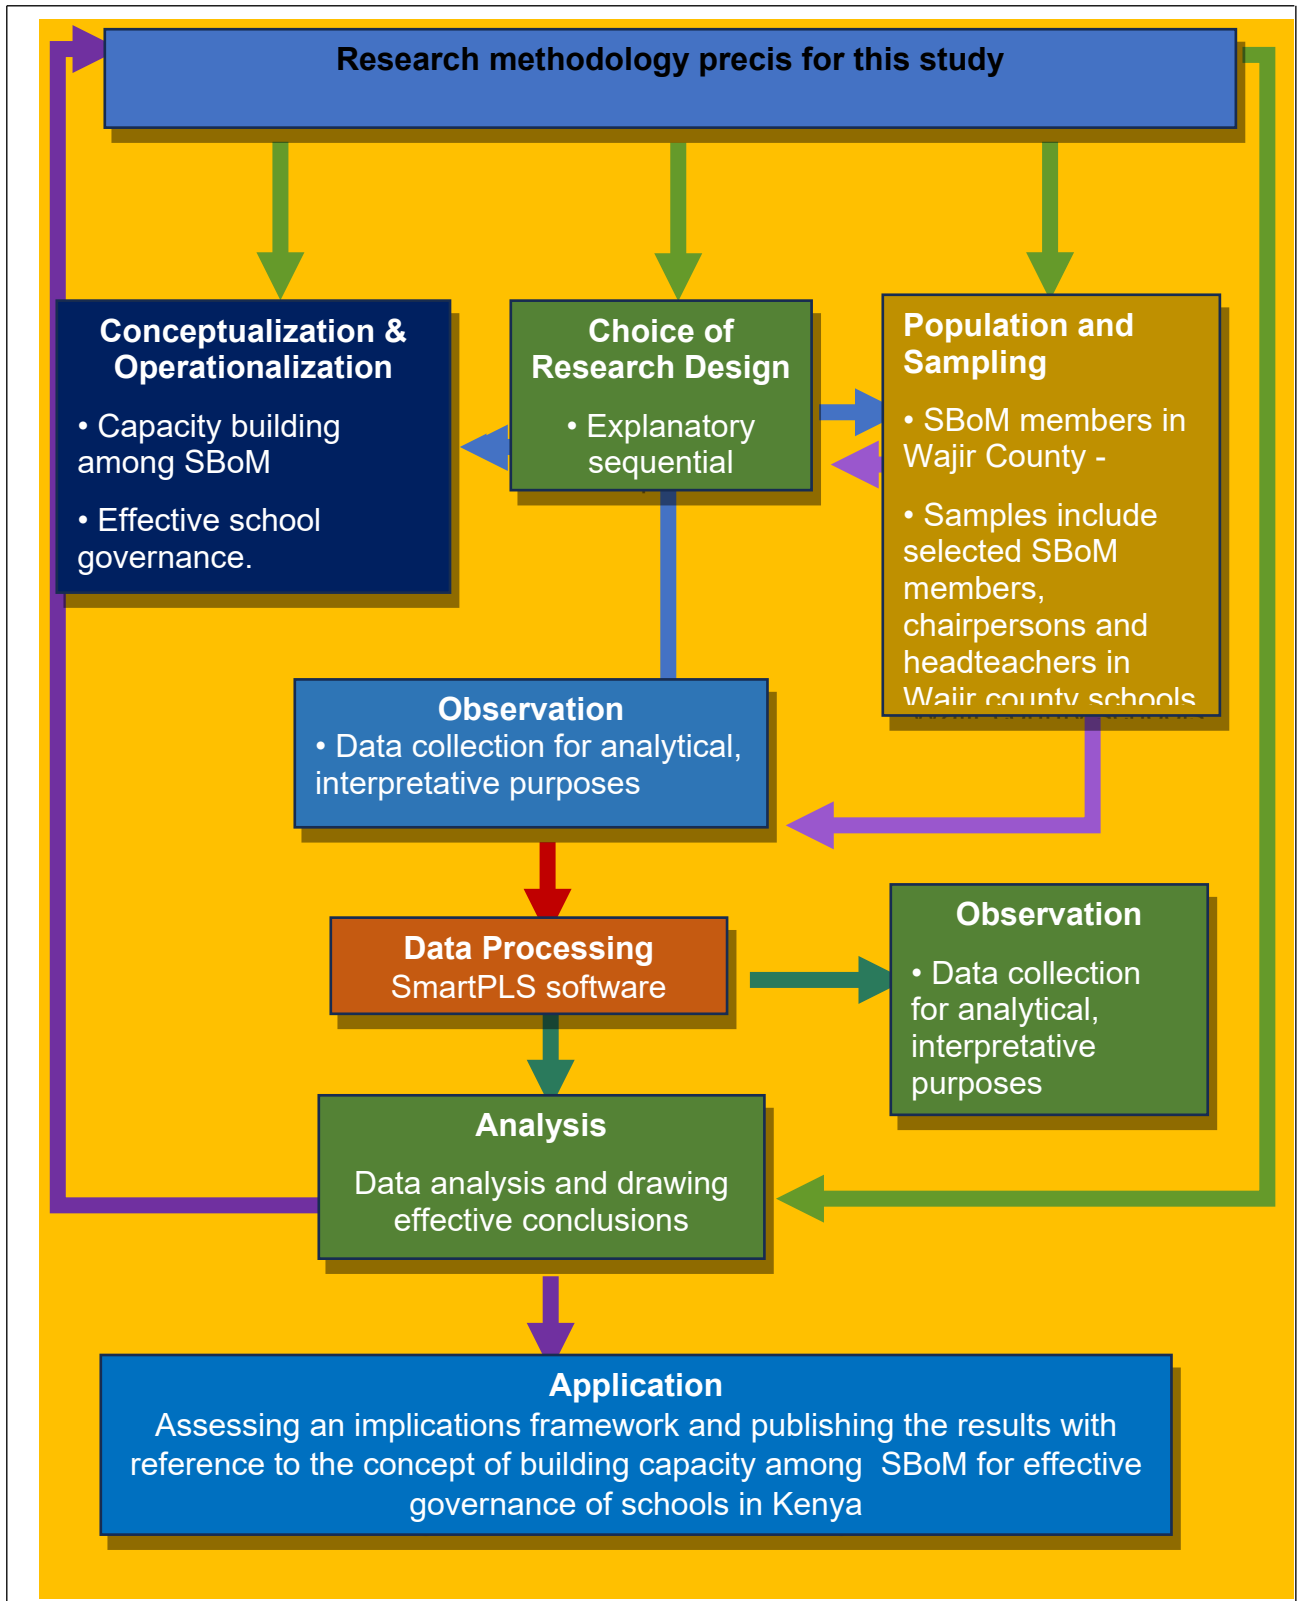 Research methodology precis for this study
Conceptualization &
Operationalization
• Capacity building
among SBoM
• Effective school
governance.
Choice of
Research Design
• Explanatory
sequential
Population and
Sampling
• SBoM members in
Wajir County -
• Samples include
selected SBoM
members,
chairpersons and
headteachers in
Wajir county schools
Observation
• Data collection for analytical,
interpretative purposes
Data Processing
SmartPLS software
Observation
• Data collection
for analytical,
interpretative
purposes
Analysis
Data analysis and drawing
effective conclusions
Application
Assessing an implications framework and publishing the results with
reference to the concept of building capacity among  SBoM for effective
governance of schools in Kenya